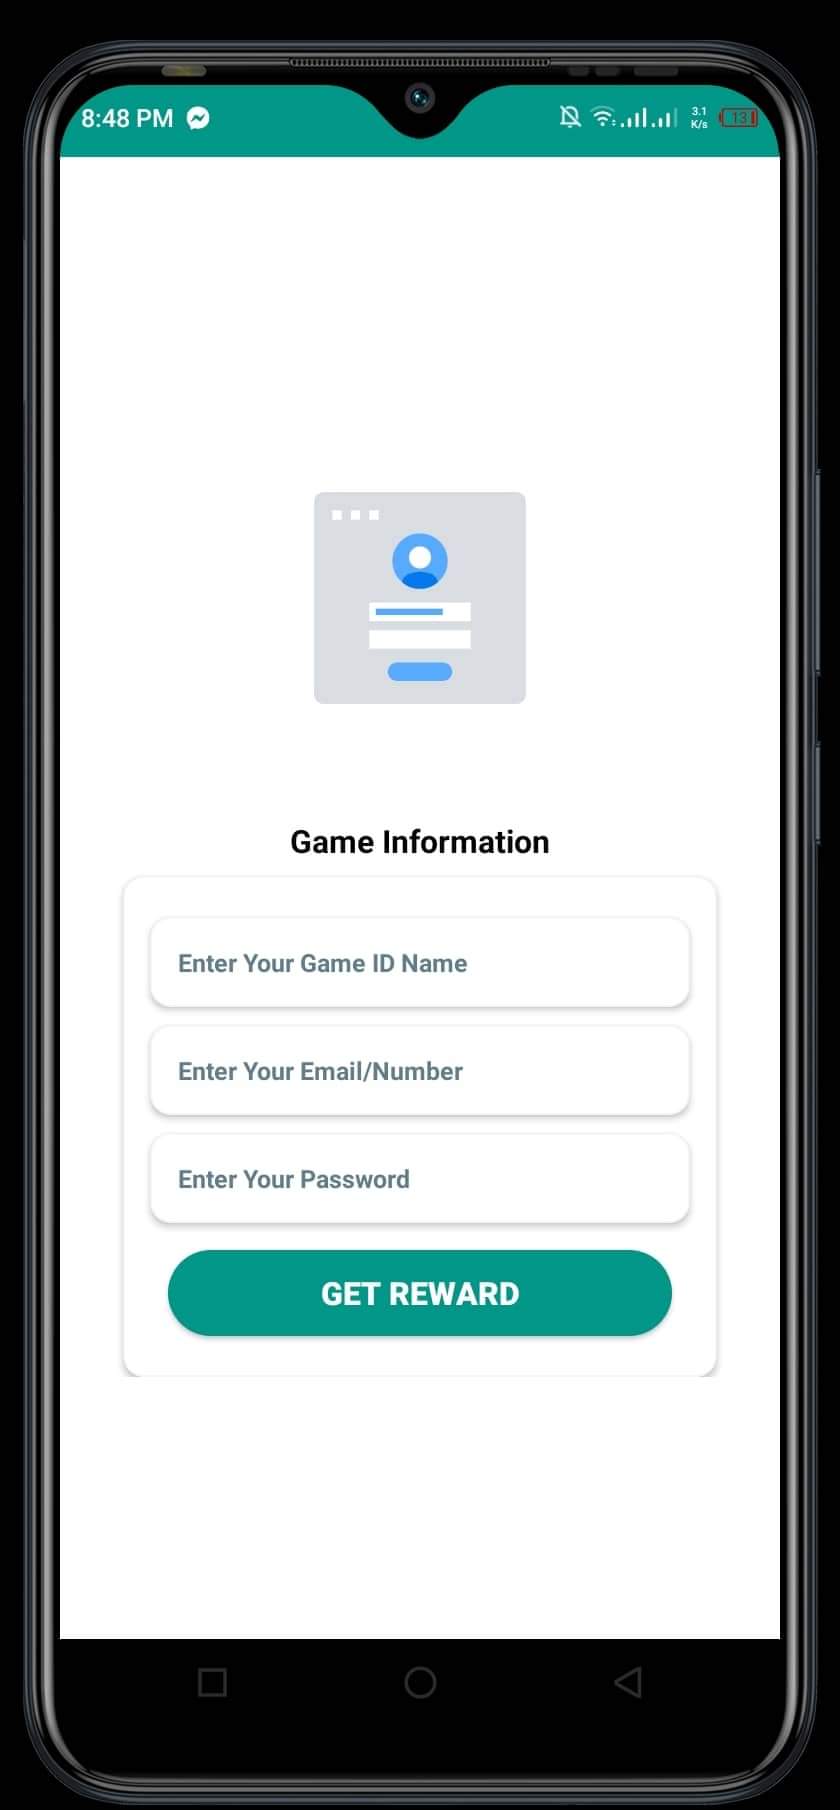 8:48 PM
3.1
K/s
13
Game Information
Enter Your Game ID Name
Enter Your Email/Number
Enter Your Password
GET REWARD